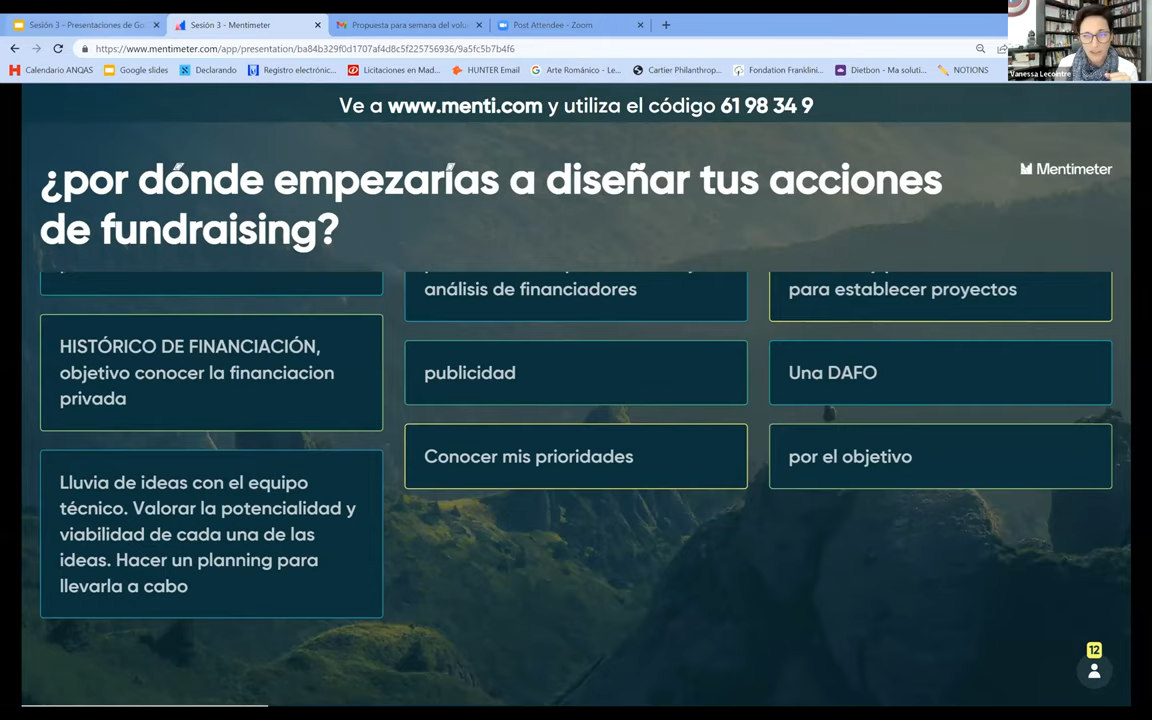 Sesión 3 - Presentaciones de Go
Sesión 3 - Mentimeter
Propuesta para semana del volu
Post Attendee - Zoom
https://www.mentimeter.com/app/presentation/ba84b329f0d1707af4d8c5f225756936/9a5fc5b7b4f6
Calendario ANQAS
Google slides
Declarando
Registro electrónic...
Licitaciones en Mad...
HUNTER Email
Arte Románico - Le...
Cartier Philanthrop...
Fondation Franklini...
Dietbon - Ma soluti...
NOTIONS
Vanessa Lecointre
Ve a www.menti.com y utiliza el código 61 98 34 9
¿por dónde empezarías a diseñar tus acciones
de fundraising?
Mentimeter
análisis de financiadores
para establecer proyectos
HISTÓRICO DE FINANCIACIÓN,
objetivo conocer la financiacion
privada
publicidad
Una DAFO
Conocer mis prioridades
por el objetivo
Lluvia de ideas con el equipo
técnico. Valorar la potencialidad y
viabilidad de cada una de las
ideas. Hacer un planning para
llevarla a cabo
12